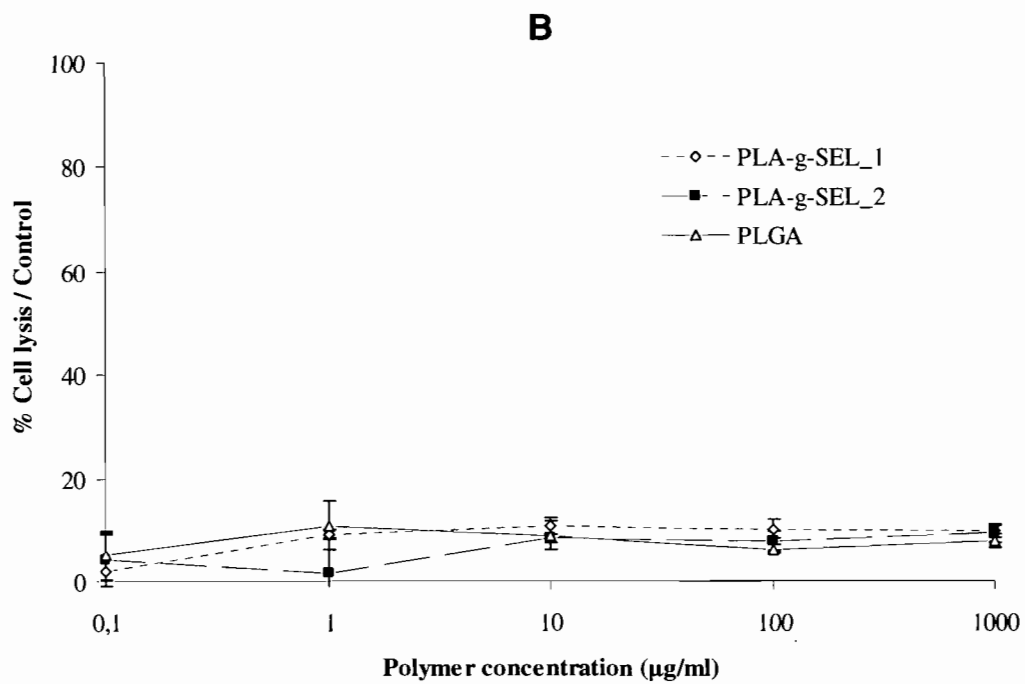 B
100
80
60
40
20
0
% Cell lysis / Control
PLA-g-SEL_1
PLA-g-SEL_2
PLGA
0,1 1 10 100 1000
Polymer concentration (µg/ml)